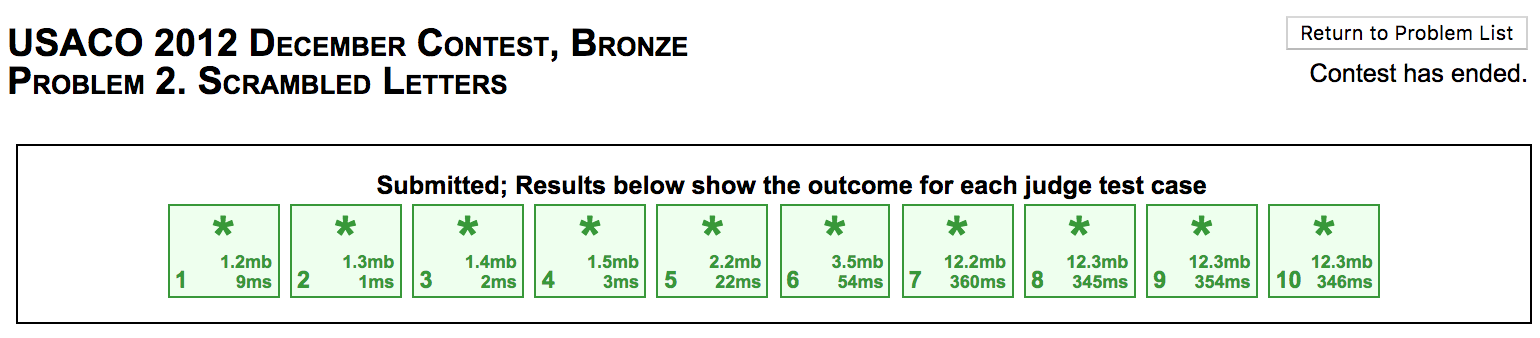 USACO 2012 December Contest, Bronze
Problem 2. Scrambled Letters
Return to Problem List
Contest has ended.
Submitted; Results below show the outcome for each judge test case
* * * * * * * * * *
1.2mb 1.3mb 1.4mb 1.5mb 2.2mb 3.5mb 12.2mb 12.3mb 12.3mb 12.3mb
1 9ms 2 1ms 3 2ms 4 3ms 5 22ms 6 54ms 7 360ms 8 345ms 9 354ms 10 346ms